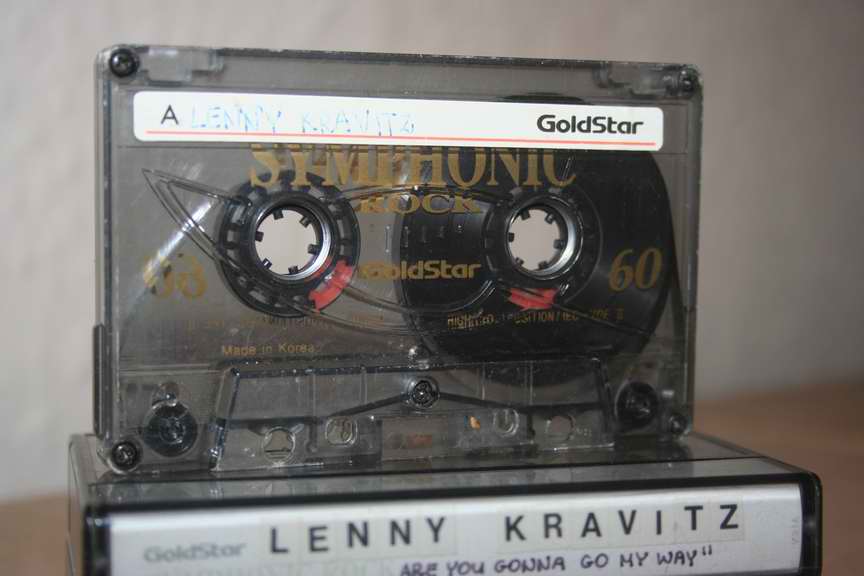 A LENNY KRAVITZ GoldStar
SYMPHONIC
ROCK
GoldStar
60 60
Made in Korea
GoldStar LENNY KRAVITZ
ARE YOU GONNA GO MY WAY"